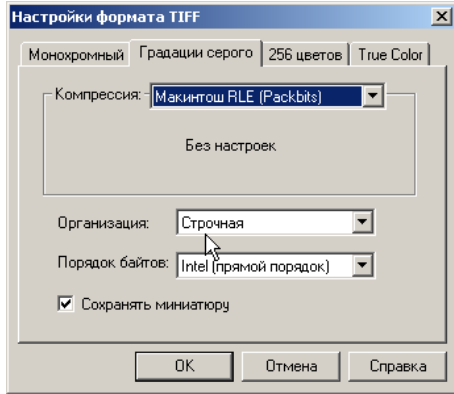 Настройки формата TIFF
Монохромный Градации серого 256 цветов True Color
Компрессия: Макинтош RLE (Packbits)
Без настроек
Организация: Строчная
Порядок байтов: Intel (прямой порядок)
Сохранять миниатюру
OK Отмена Справка